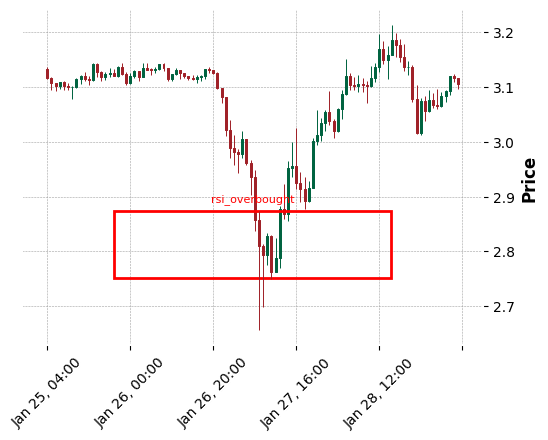 3.2
3.1
3.0
2.9
2.8
2.7
Price
rsi_overbought
Jan 25, 04:00
Jan 26, 00:00
Jan 26, 20:00
Jan 27, 16:00
Jan 28, 12:00